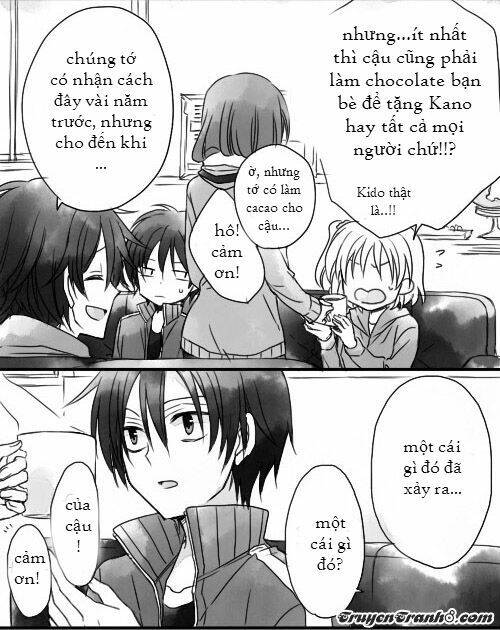 nhưng...ít nhất
thì cậu cũng phải
làm chocolate bạn
bè để tặng Kano
hay tất cả mọi
người chứ!!?
Kido thật
là..!!
chúng tớ
có nhận cách
đây vài năm
trước, nhưng
cho đến khi
...
ờ, nhưng
tớ có làm
cacao cho
cậu...
hô!
cảm
ơn!
một cái
gì đó đã
xảy ra...
một
cái gì
đó?
của
cậu
!
cảm
ơn!
TruyenTranh8.com